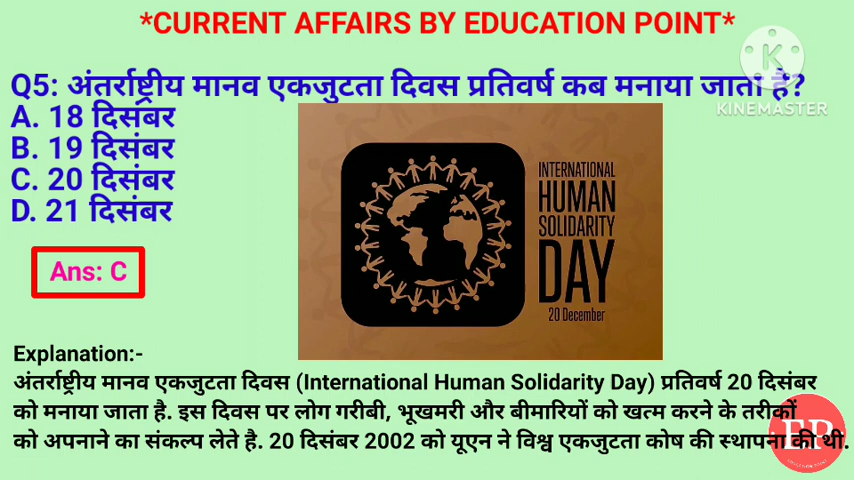 *CURRENT AFFAIRS BY EDUCATION POINT*
K
KINEMASTER
Q5: अंतर्राष्ट्रीय मानव एकजुटता दिवस प्रतिवर्ष कब मनाया जाता है?
A. 18 दिसंबर
B. 19 दिसंबर
C. 20 दिसंबर
D. 21 दिसंबर
INTERNATIONAL
HUMAN
SOLIDARITY
DAY
20 December
Ans: C
Explanation:-
अंतर्राष्ट्रीय मानव एकजुटता दिवस (International Human Solidarity Day) प्रतिवर्ष 20 दिसंबर
को मनाया जाता है. इस दिवस पर लोग गरीबी, भूखमरी और बीमारियों को खत्म करने के तरीकों
को अपनाने का संकल्प लेते है. 20 दिसंबर 2002 को यूएन ने विश्व एकजुटता कोष की स्थापना की थी.
EP
EDUCATION POINT